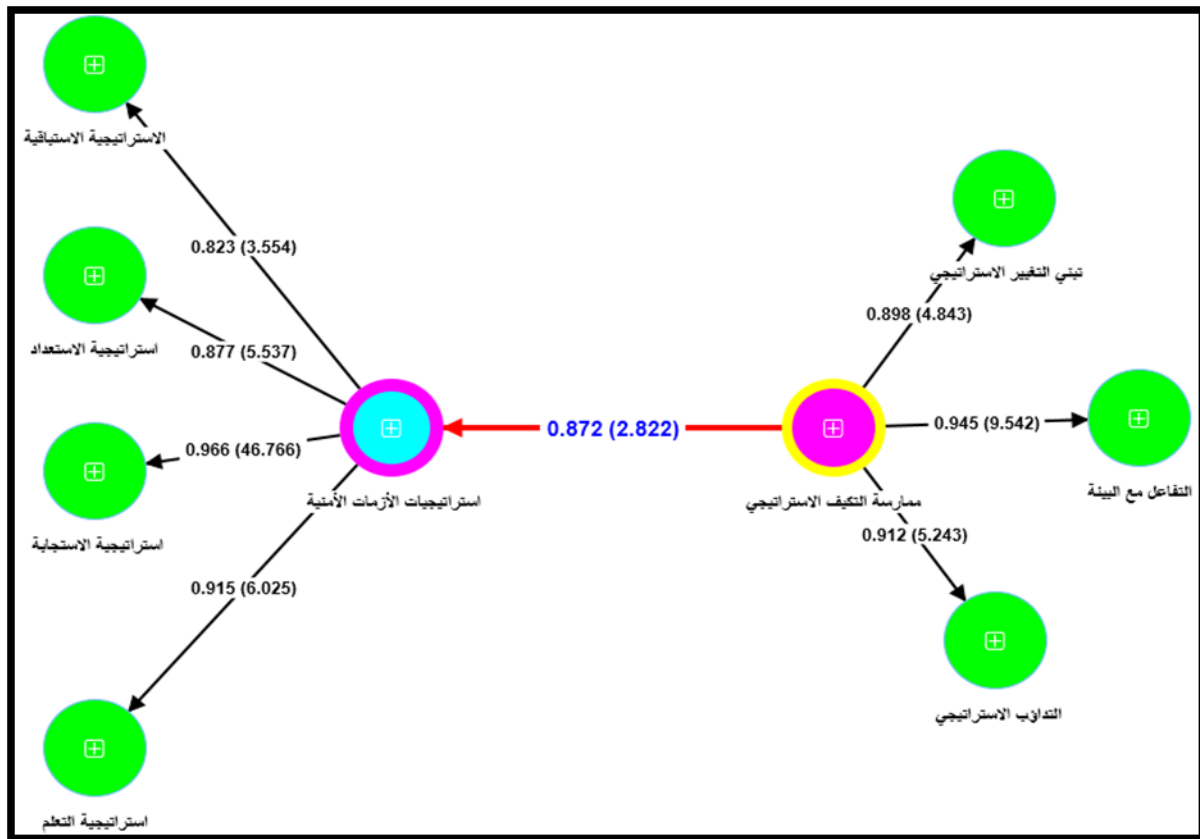 الاستراتيجية الاستباقية
0.823 (3.554)
تبني التغيير الاستراتيجي
0.898 (4.843)
استراتيجية الاستعداد
0.877 (5.537)
0.872 (2.822)
0.945 (9.542)
0.966 (46.766)
استراتيجيات الأزمات الأمنية
ممارسة التكيف الاستراتيجي
التفاعل مع البيئة
استراتيجية الاستجابة
0.912 (5.243)
0.915 (6.025)
التداؤب الاستراتيجي
استراتيجية التعلم